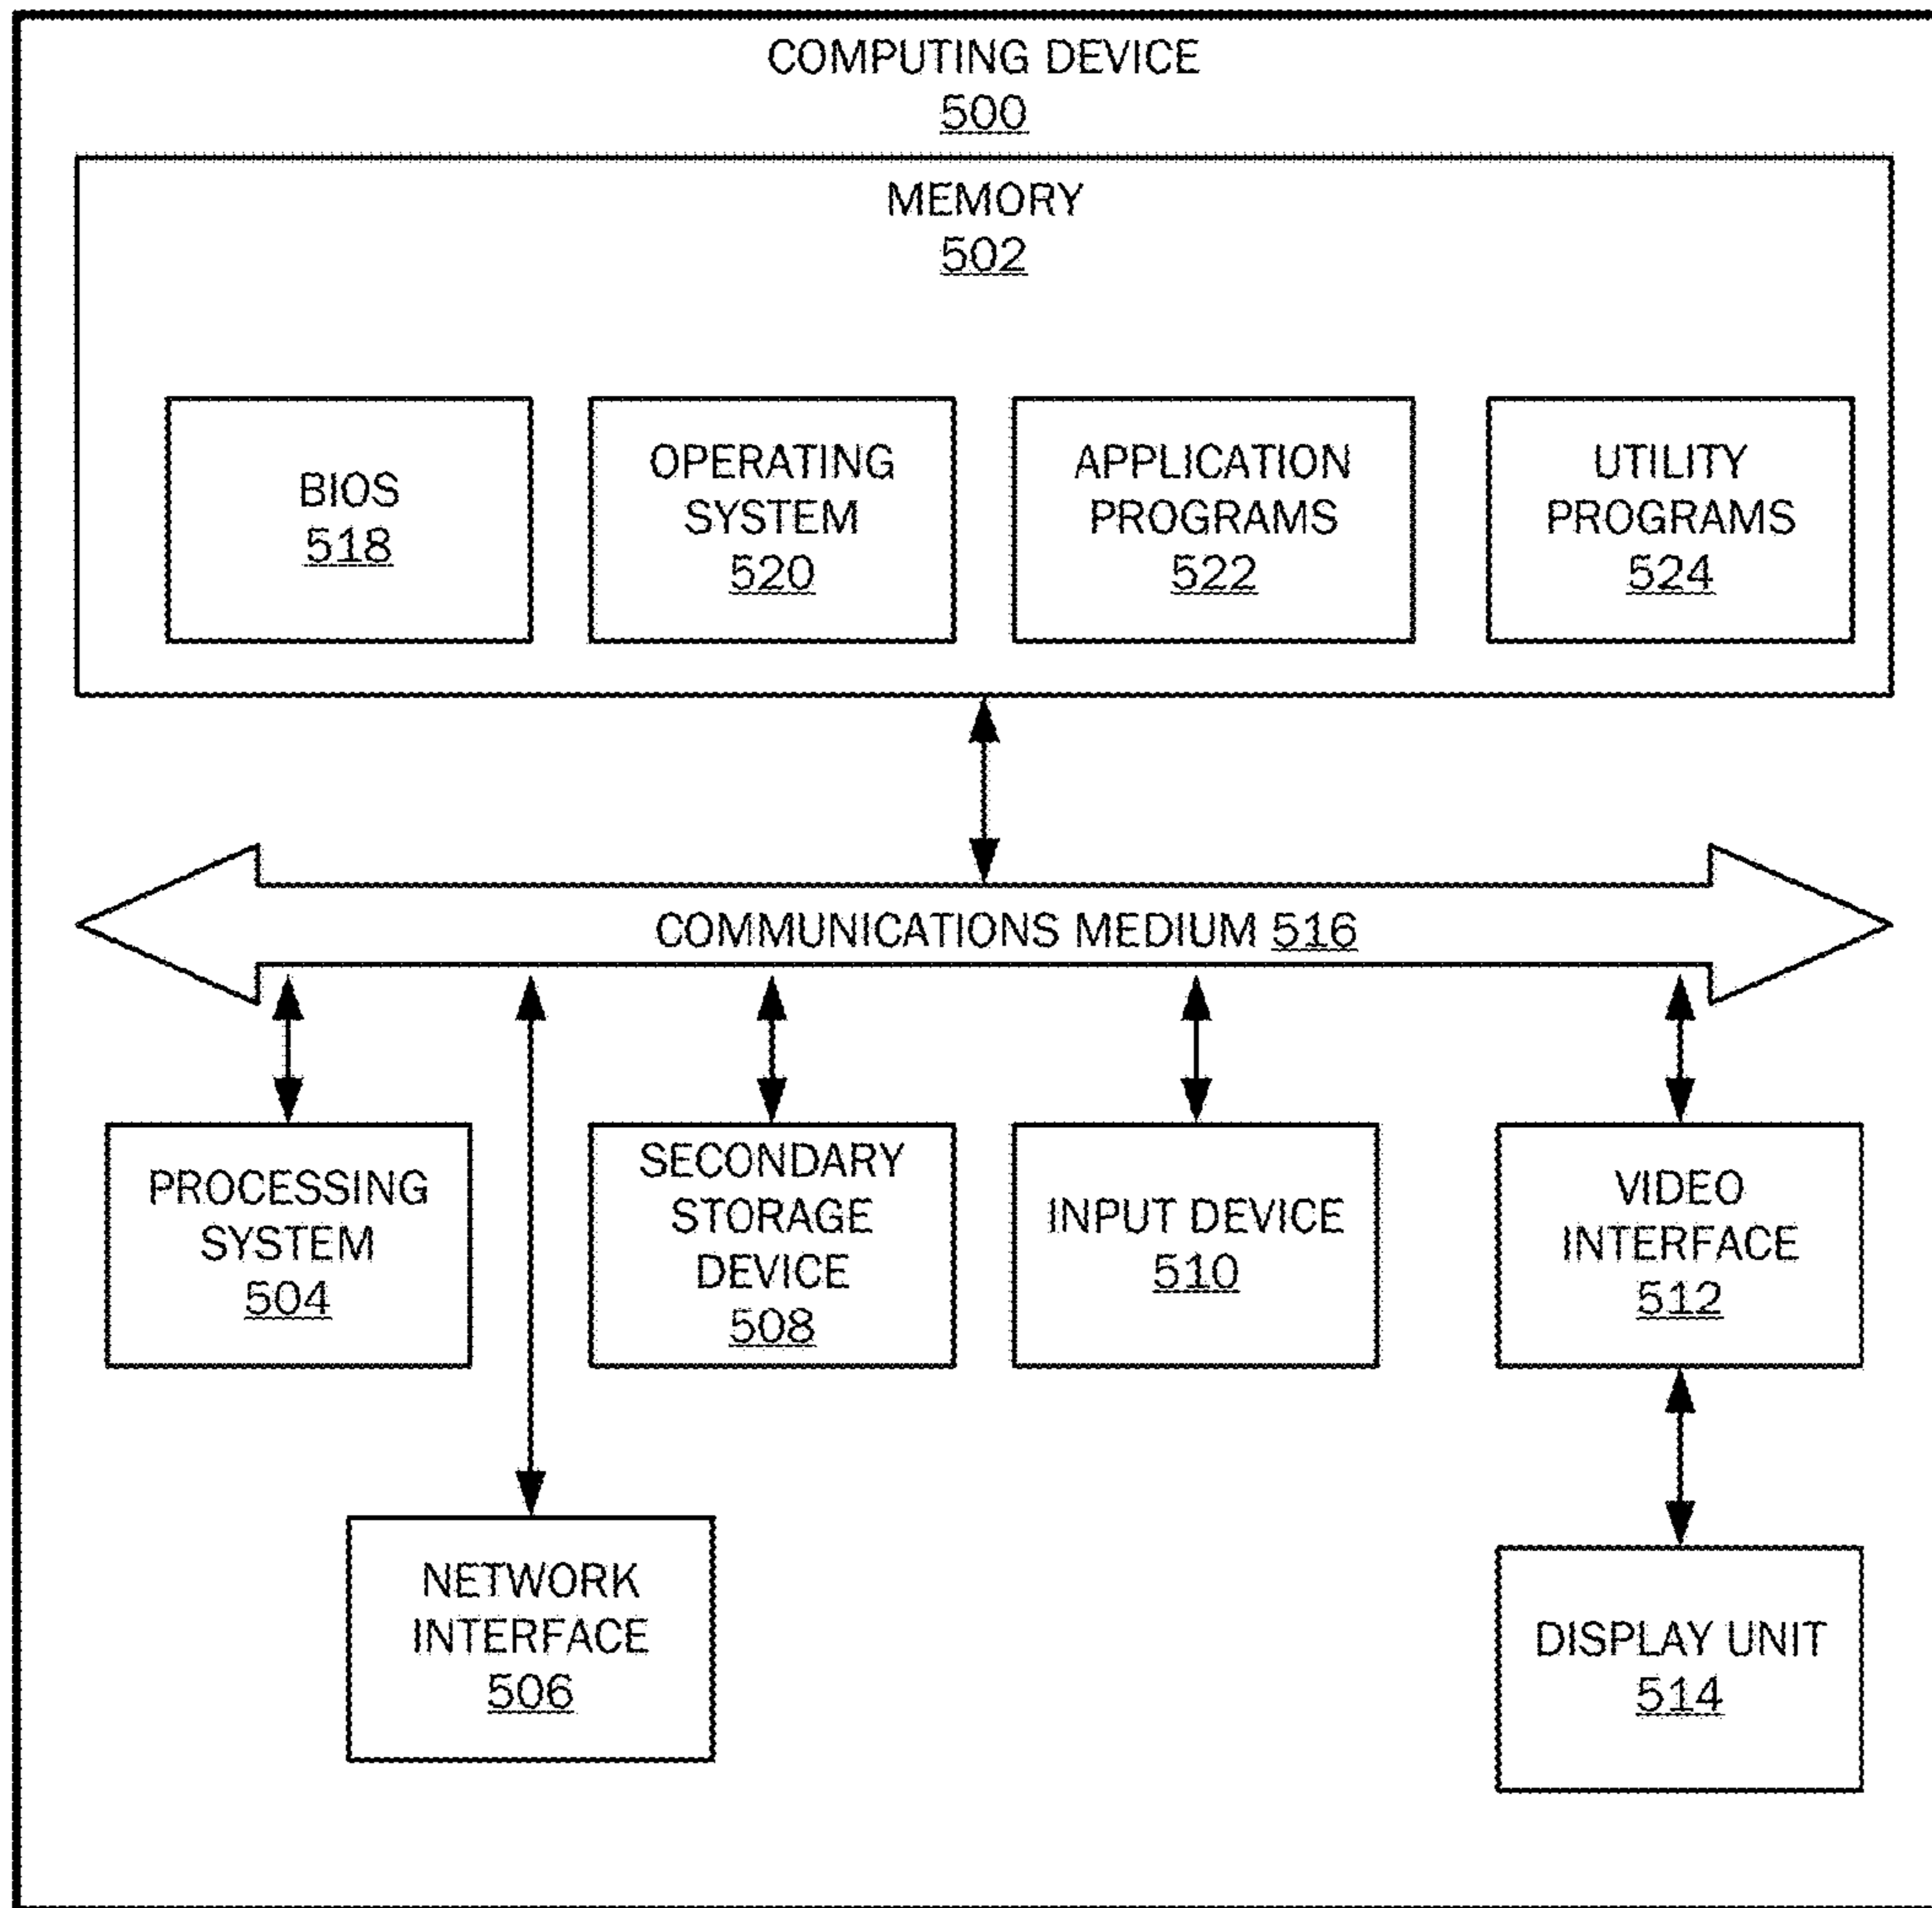 COMPUTING DEVICE
500
MEMORY
502
BIOS
518
OPERATING
SYSTEM
520
APPLICATION
PROGRAMS
522
UTILITY
PROGRAMS
524
COMMUNICATIONS MEDIUM 516
PROCESSING
SYSTEM
504
SECONDARY
STORAGE
DEVICE
508
INPUT DEVICE
510
VIDEO
INTERFACE
512
NETWORK
INTERFACE
506
DISPLAY UNIT
514